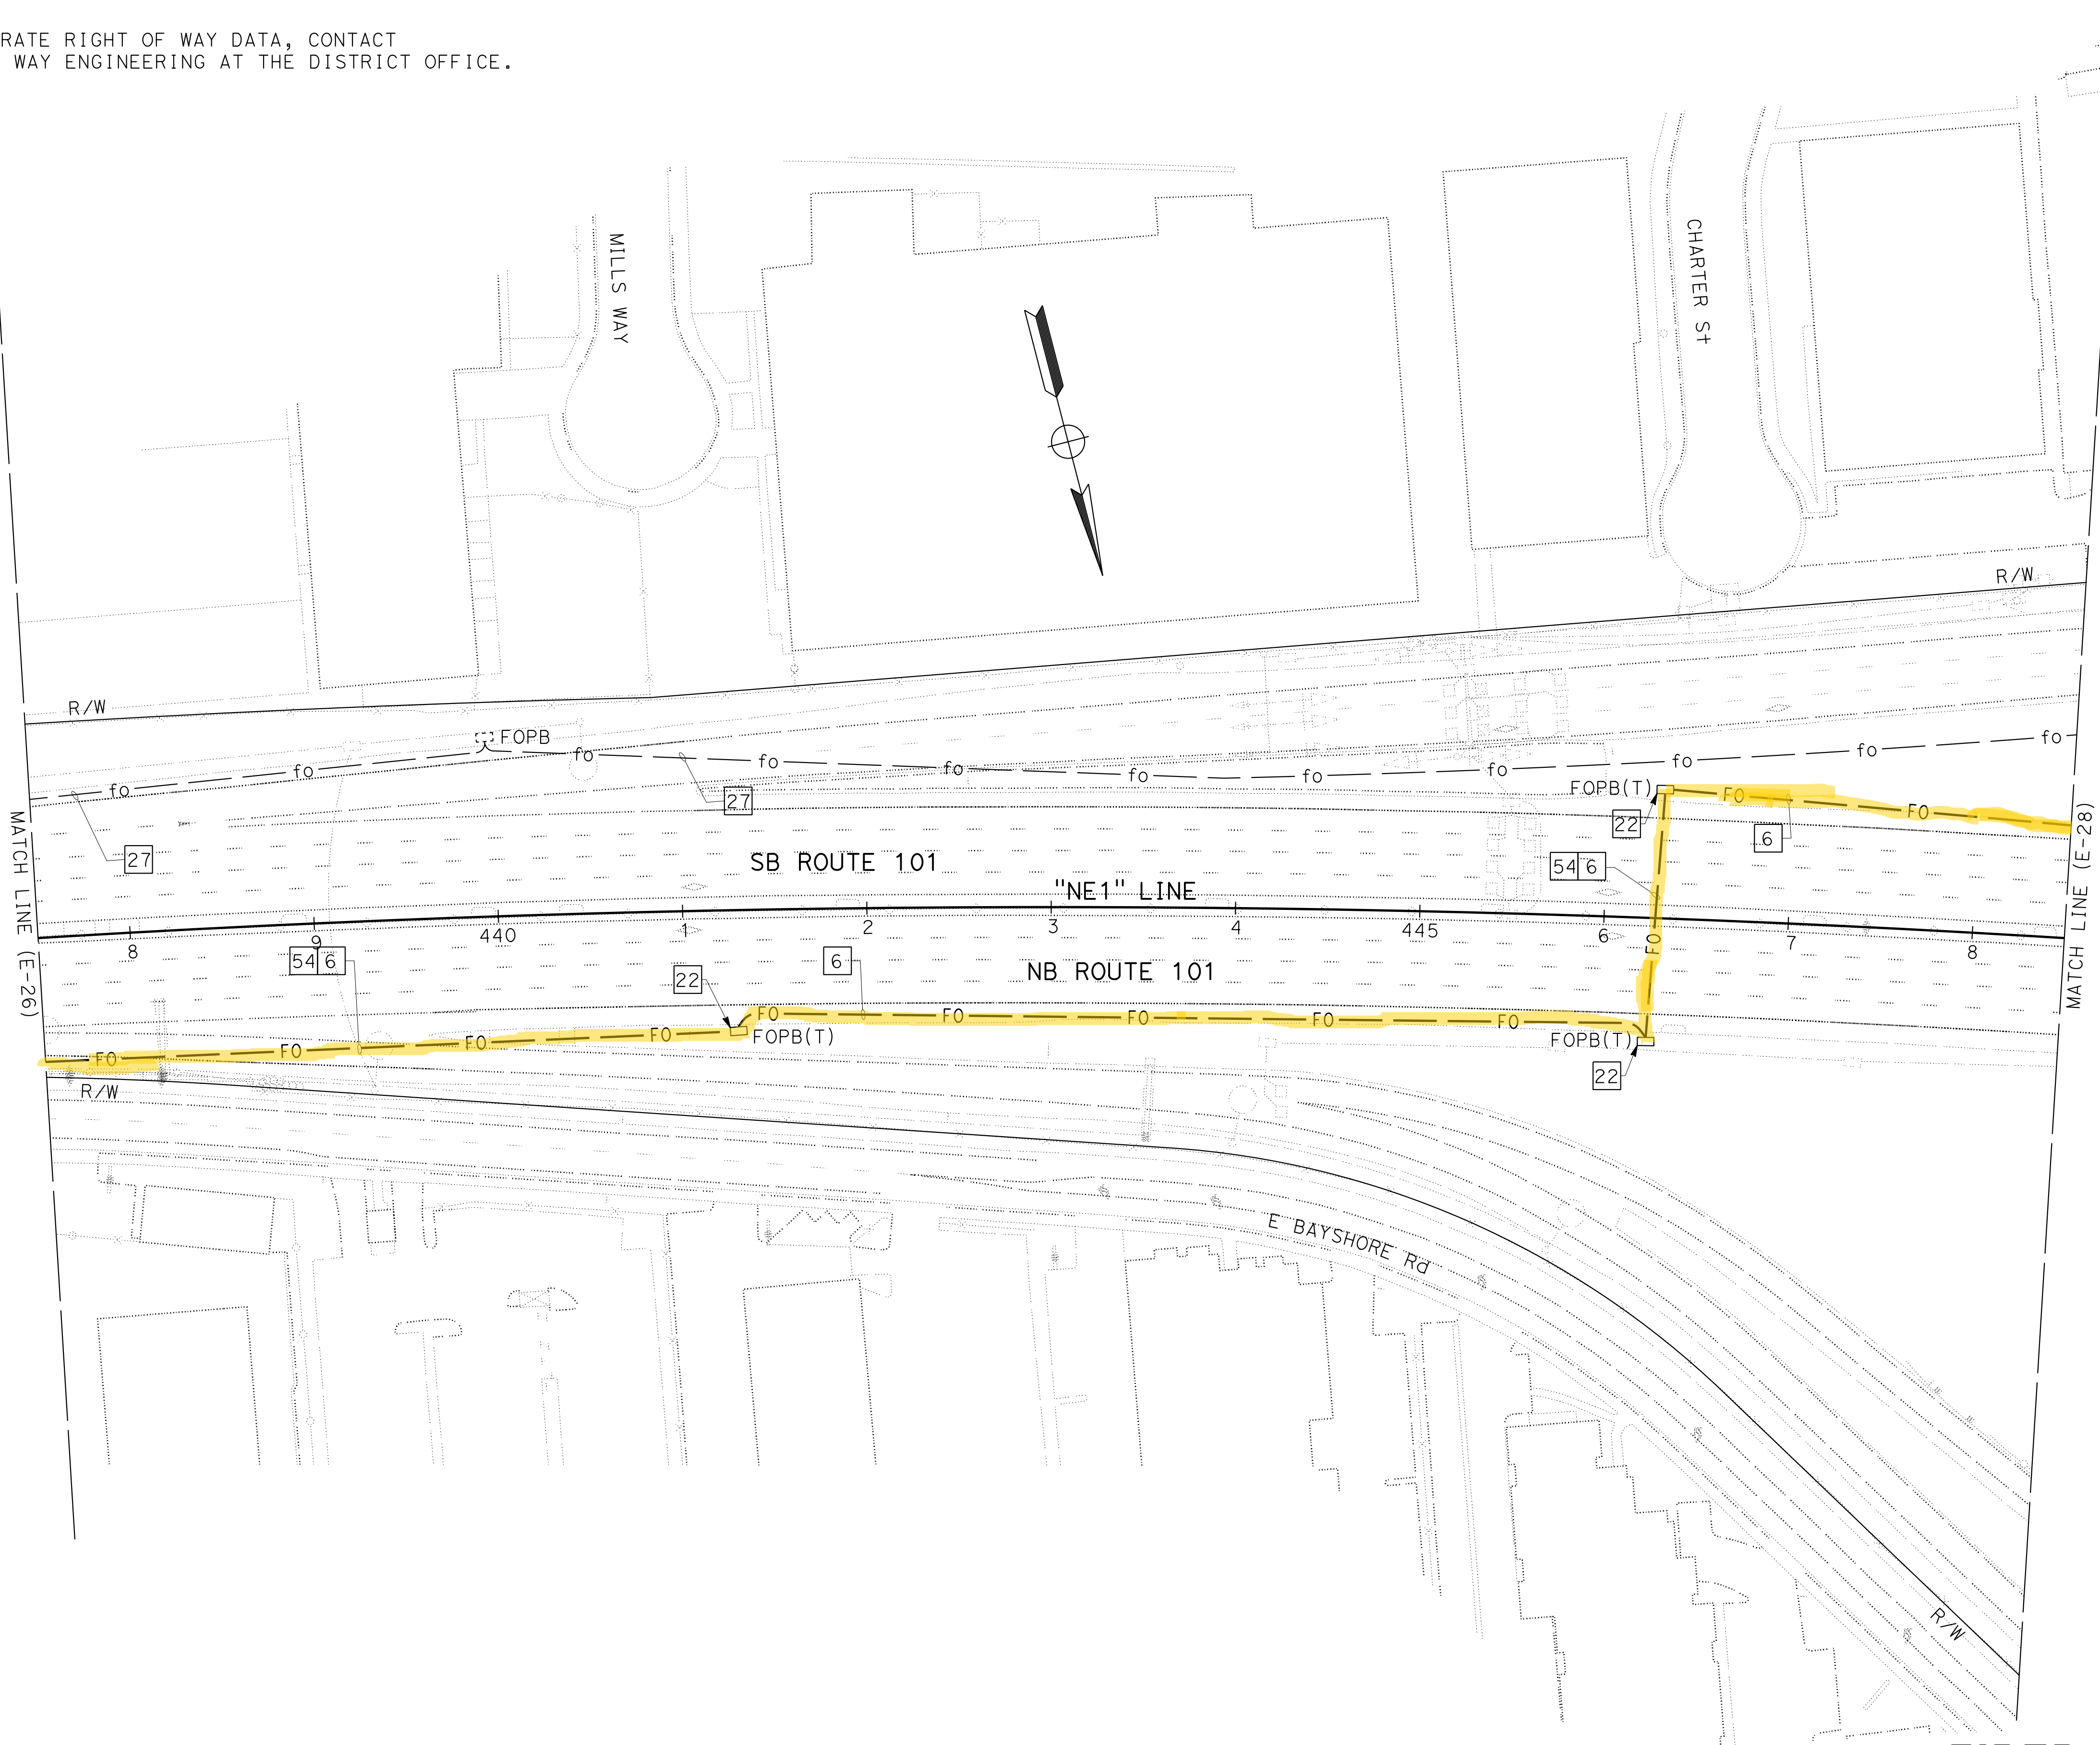 RATE RIGHT OF WAY DATA, CONTACT
WAY ENGINEERING AT THE DISTRICT OFFICE.
MILLS WAY
CHARTER St
R/W
R/W
FOPB
fo fo fo fo fo fo fo fo fo fo fo
27
27
FOPB(T)
FO FO
22
6
54 6
MATCH LINE (E-26)
MATCH LINE (E-28)
SB ROUTE 101
"NE1" LINE
8 9 440 1 2 3 4 445 6 7 8
54 6
22
6
NB ROUTE 101
FO
FO FO FO FO FO FO FO FO FO
FOPB(T)
FOPB(T)
22
R/W
E BAYSHORE Rd
R/W